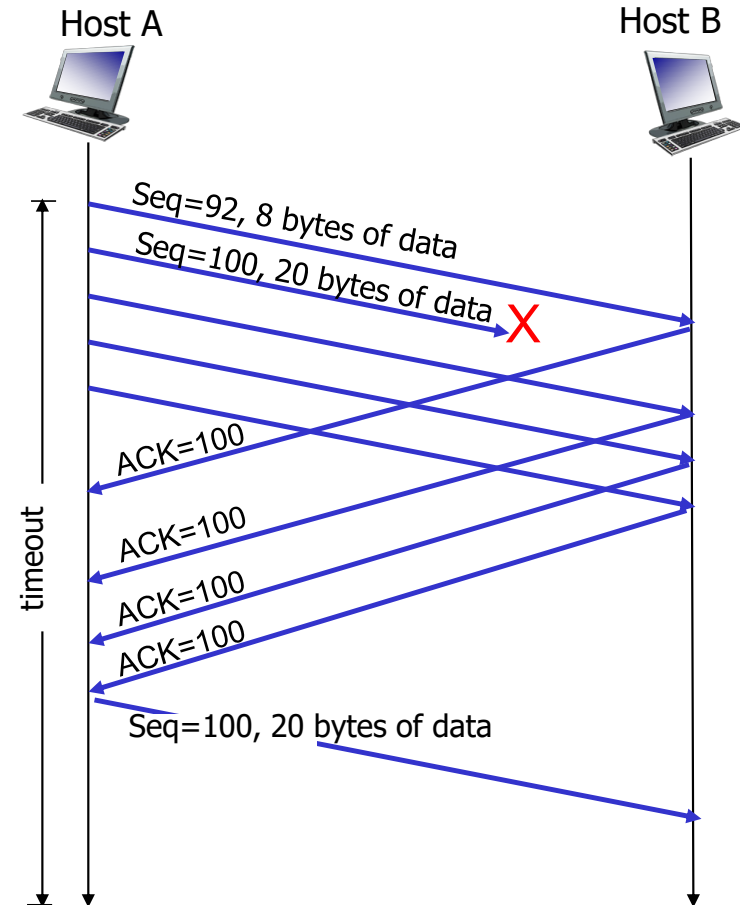 Host A
Host B
Seq=92, 8 bytes of data
Seq=100, 20 bytes of data
X
ACK=100
timeout
ACK=100
ACK=100
ACK=100
Seq=100, 20 bytes of data